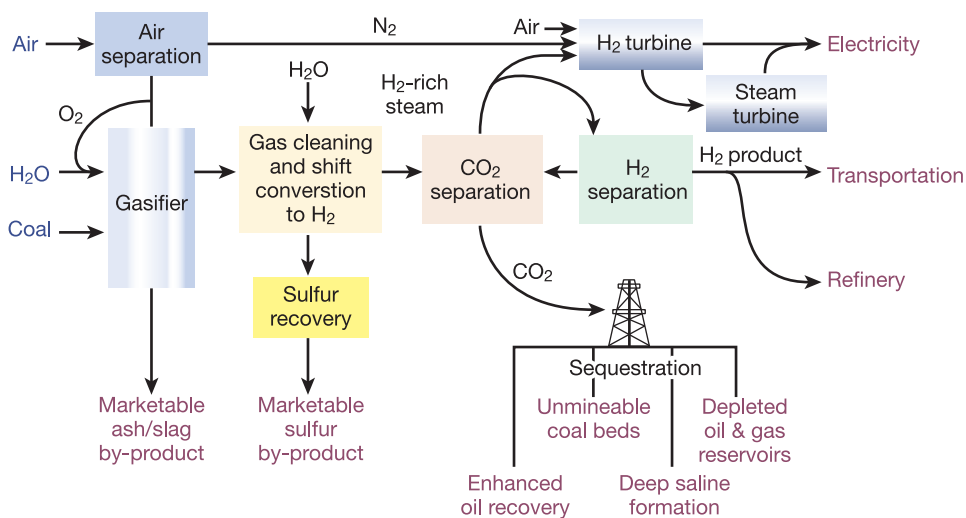 Air
Air
separation
N2
Air
H2 turbine
Electricity
Steam
turbine
H2O
H2-rich
steam
O2
H2O
Coal
Gasifier
Gas cleaning
and shift
converstion
to H2
CO2
separation
H2
separation
H2 product
Transportation
Refinery
CO2
Sulfur
recovery
Sequestration
Marketable
ash/slag
by-product
Marketable
sulfur
by-product
Unmineable
coal beds
Depleted
oil & gas
reservoirs
Enhanced
oil recovery
Deep saline
formation